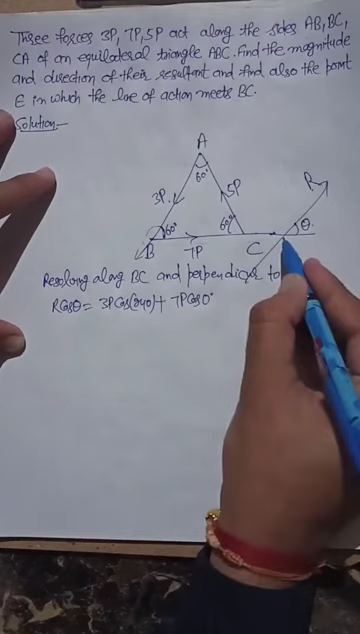 Three forces 3P, 7P, 5P act along the sides AB, BC,
CA of an equilateral triangle ABC. Find the magnitude
and direction of their resultant and find also the point
E in which the line of action meets BC.
Solution:-
A
60°
3P
5P
R
60°
60°
θ
B
7P
C
Resolving along BC and perpendicular to
Rcosθ = 3PCos(240) + 7PCos0°